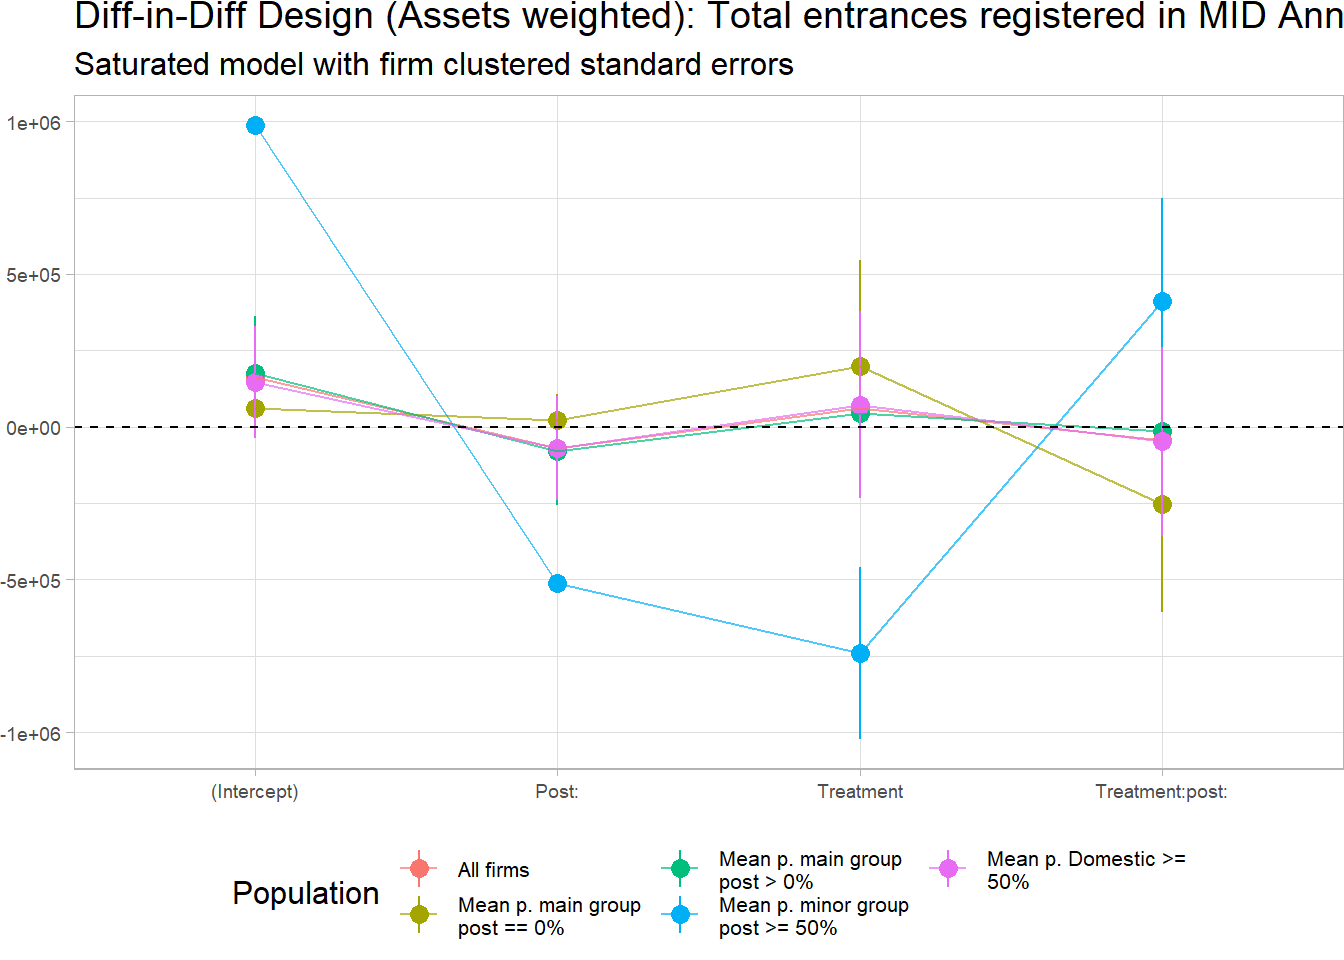 Diff-in-Diff Design (Assets weighted): Total entrances registered in MID Ann
Saturated model with firm clustered standard errors
1e+06
5e+05
0e+00
-5e+05
-1e+06
(Intercept)
Post:
Treatment
Treatment:post:
Population
All firms
Mean p. main group
post == 0%
Mean p. main group
post > 0%
Mean p. minor group
post >= 50%
Mean p. Domestic >=
50%